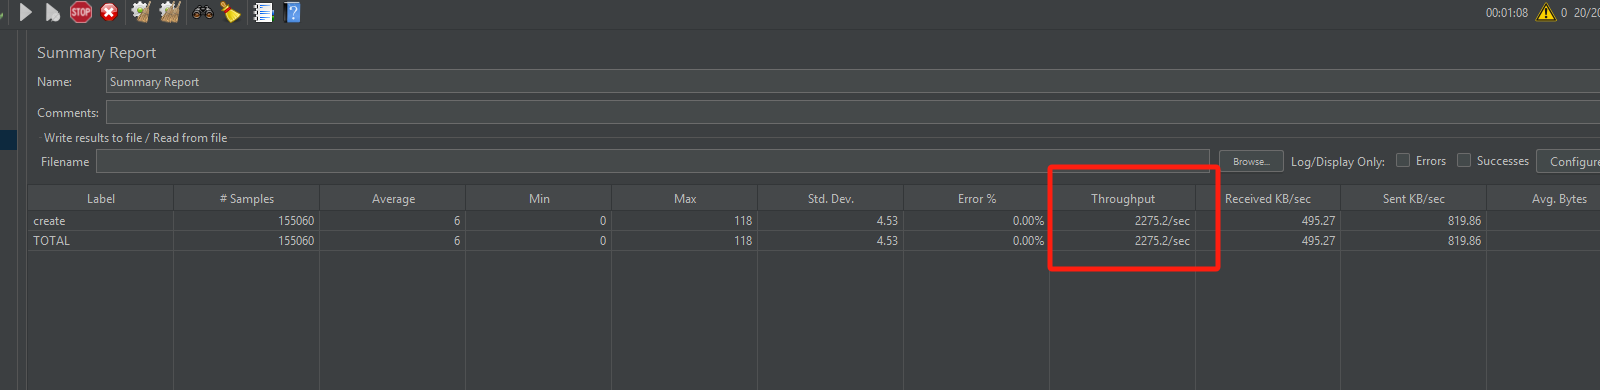 STOP
00:01:08 0 20/20
Summary Report
Name: Summary Report
Comments:
Write results to file / Read from file
Filename Browse... Log/Display Only: Errors Successes Configure
Label # Samples Average Min Max Std. Dev. Error % Throughput Received KB/sec Sent KB/sec Avg. Bytes
create 155060 6 0 118 4.53 0.00% 2275.2/sec 495.27 819.86
TOTAL 155060 6 0 118 4.53 0.00% 2275.2/sec 495.27 819.86